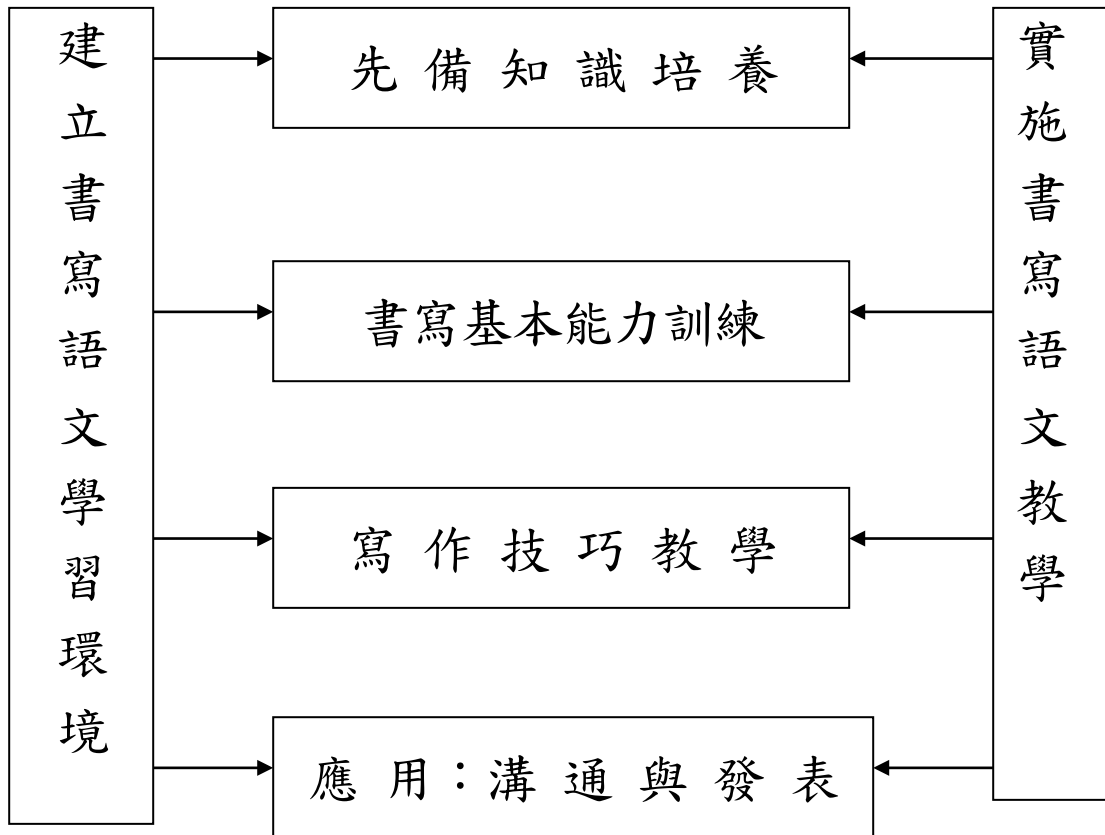 建立書寫語文學習環境
先備知識培養
書寫基本能力訓練
寫作技巧教學
應用：溝通與發表
實施書寫語文教學